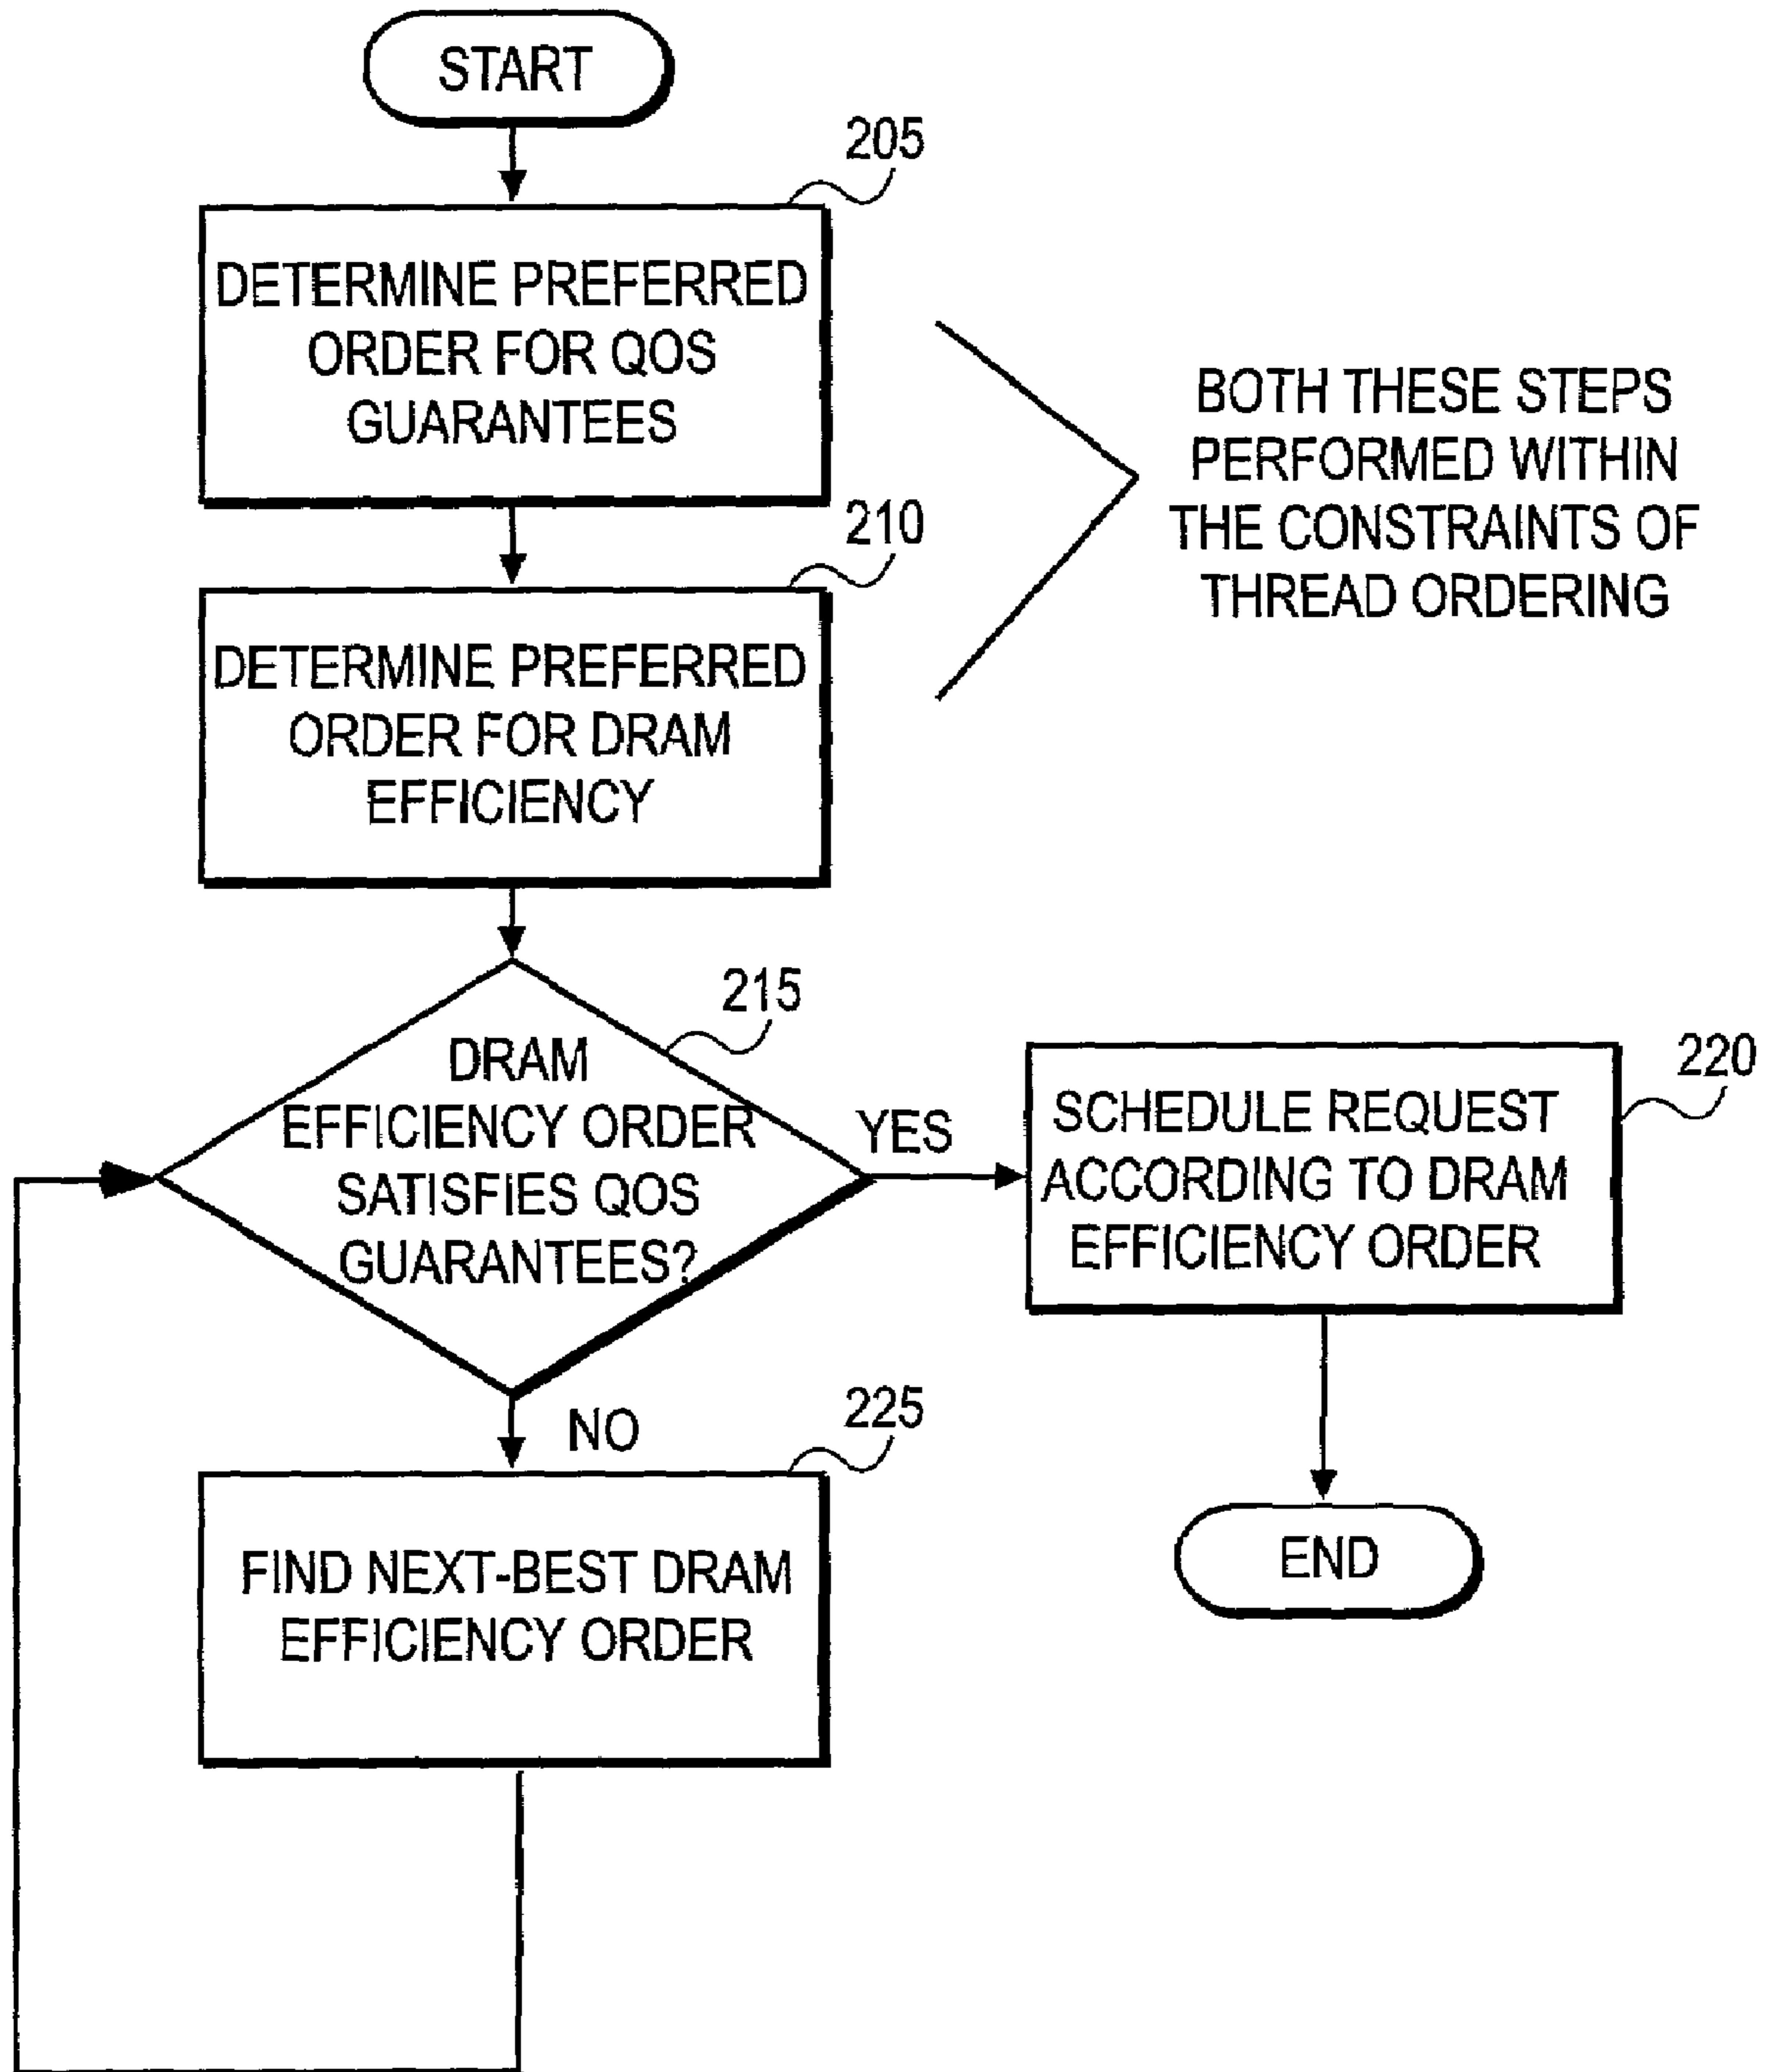 START
205
DETERMINE PREFERRED
ORDER FOR QOS
GUARANTEES
BOTH THESE STEPS
PERFORMED WITHIN
THE CONSTRAINTS OF
THREAD ORDERING
210
DETERMINE PREFERRED
ORDER FOR DRAM
EFFICIENCY
215
DRAM
EFFICIENCY ORDER
SATISFIES QOS
GUARANTEES?
YES
220
SCHEDULE REQUEST
ACCORDING TO DRAM
EFFICIENCY ORDER
NO
225
FIND NEXT-BEST DRAM
EFFICIENCY ORDER
END